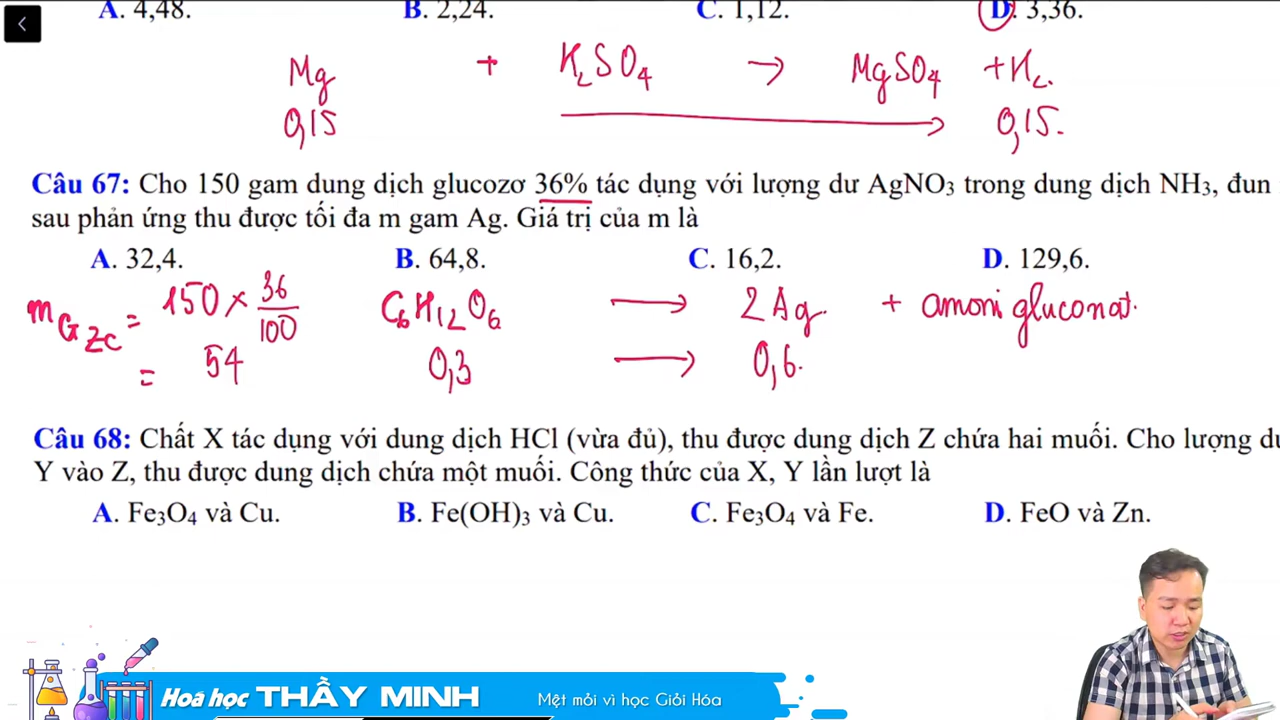 A. 4,48. B. 2,24. C. 1,12. D. 3,36.
Mg + H₂SO₄ → MgSO₄ + H₂.
0,15 → 0,15.
Câu 67: Cho 150 gam dung dịch glucozơ 36% tác dụng với lượng dư AgNO₃ trong dung dịch NH₃, đun
sau phản ứng thu được tối đa m gam Ag. Giá trị của m là
A. 32,4. B. 64,8. C. 16,2. D. 129,6.
m GZC = 150 × 36/100 C₆H₁₂O₆ → 2Ag + amoni gluconat.
= 54 0,3 → 0,6.
Câu 68: Chất X tác dụng với dung dịch HCl (vừa đủ), thu được dung dịch Z chứa hai muối. Cho lượng
Y vào Z, thu được dung dịch chứa một muối. Công thức của X, Y lần lượt là
A. Fe₃O₄ và Cu. B. Fe(OH)₃ và Cu. C. Fe₃O₄ và Fe. D. FeO và Zn.
Hoá học THẦY MINH Mệt mỏi vì học Giỏi Hóa